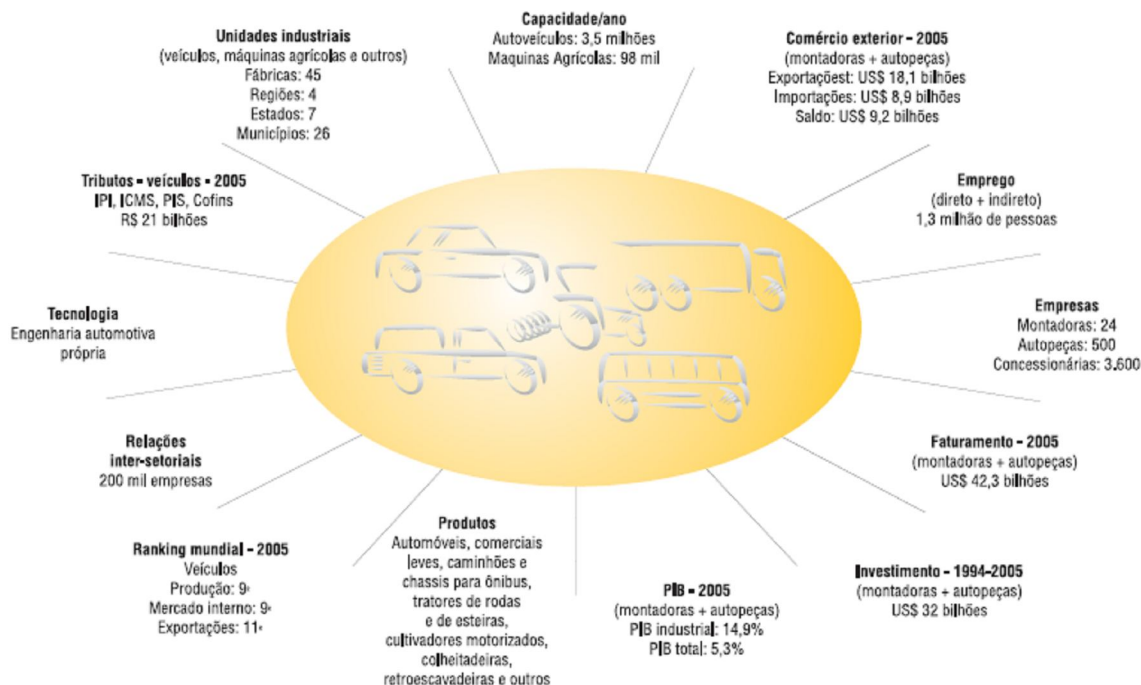 Capacidade/ano
Autoveículos: 3,5 milhões
Maquinas Agrícolas: 98 mil
Comércio exterior - 2005
(montadoras + autopeças)
Exportaçõest: US$ 18,1 bilhões
Importações: US$ 8,9 bilhões
Saldo: US$ 9,2 bilhões
Emprego
(direto + indireto)
1,3 milhão de pessoas
Empresas
Montadoras: 24
Autopeças: 500
Concessionárias: 3.600
Faturamento - 2005
(montadoras + autopeças)
US$ 42,3 bilhões
Investimento - 1994-2005
(montadoras + autopeças)
US$ 32 bilhões
PIB - 2005
(montadoras + autopeças)
PIB industrial: 14,9%
PIB total: 5,3%
Produtos
Automóveis, comerciais
leves, caminhões e
chassis para ônibus,
tratores de rodas
e de esteiras,
cultivadores motorizados,
colheitadeiras,
retroescavadeiras e outros
Ranking mundial - 2005
Veículos
Produção: 9º
Mercado interno: 9º
Exportações: 11º
Relações
inter-setoriais
200 mil empresas
Tecnologia
Engenharia automotiva
própria
Tributos - veículos - 2005
IPI, ICMS, PIS, Cofins
R$ 21 bilhões
Unidades industriais
(veículos, máquinas agrícolas e outros)
Fábricas: 45
Regiões: 4
Estados: 7
Municípios: 26